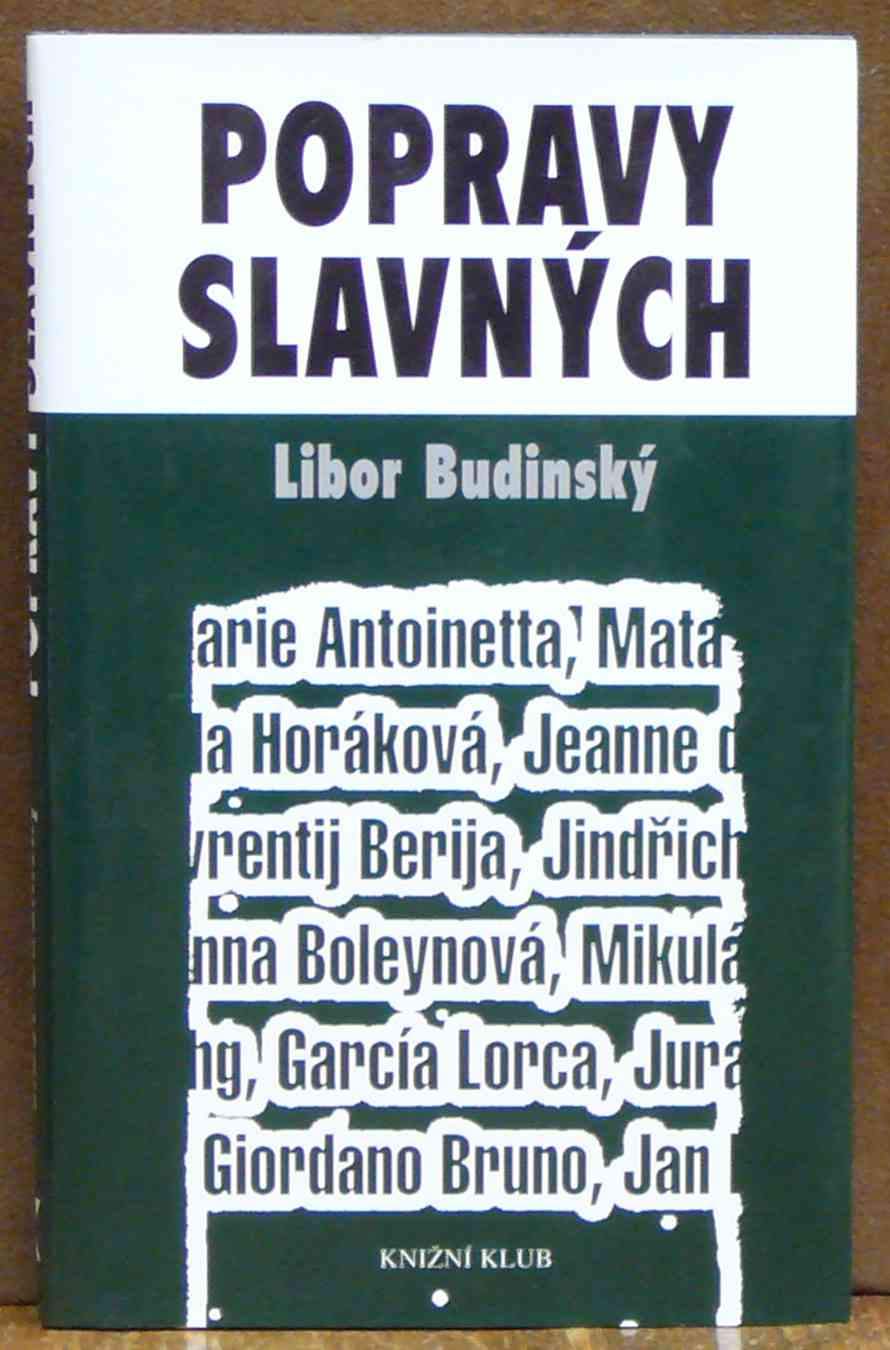 POPRAVY
SLAVNÝCH
Libor Budinský
arie Antoinetta, Mata
la Horáková, Jeanne d
vrentij Berija, Jindřich
nna Boleynová, Mikulá
ng, García Lorca, Jura
Giordano Bruno, Jan
KNIŽNÍ KLUB